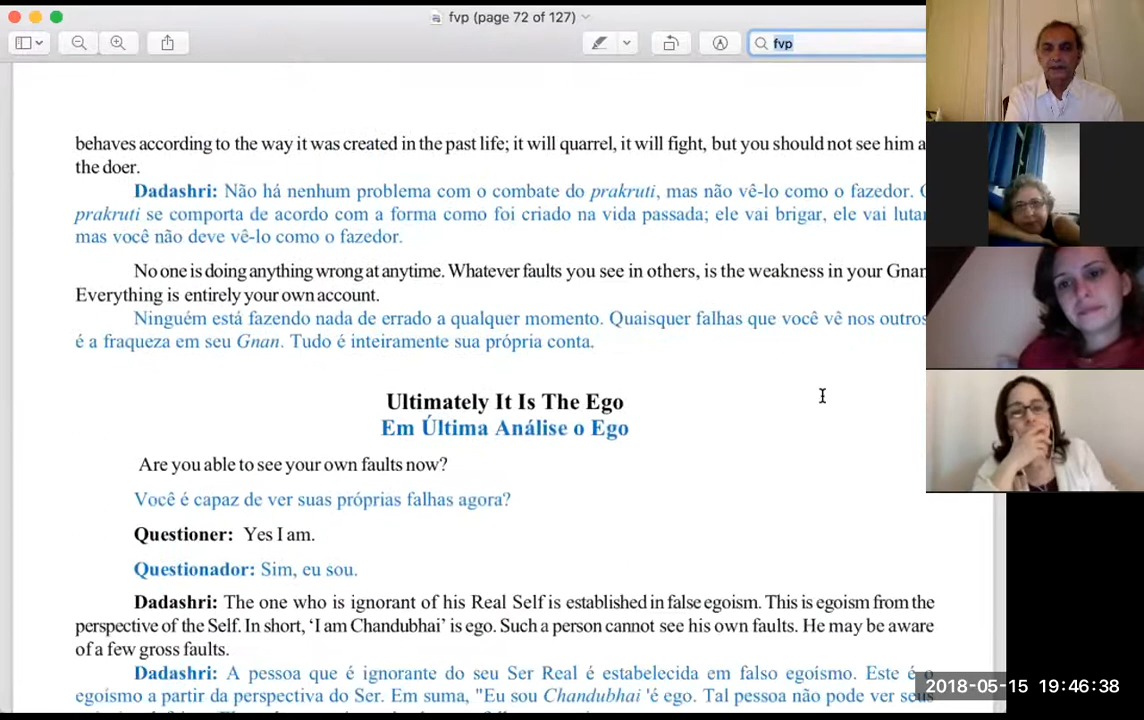 fvp (page 72 of 127)
fvp
behaves according to the way it was created in the past life; it will quarrel, it will fight, but you should not see him a
the doer.
Dadashri: Não há nenhum problema com o combate do prakruti, mas não vê-lo como o fazedor.
prakruti se comporta de acordo com a forma como foi criado na vida passada; ele vai brigar, ele vai lutar
mas você não deve vê-lo como o fazedor.
No one is doing anything wrong at anytime. Whatever faults you see in others, is the weakness in your Gnan
Everything is entirely your own account.
Ninguém está fazendo nada de errado a qualquer momento. Quaisquer falhas que você vê nos outros
é a fraqueza em seu Gnan. Tudo é inteiramente sua própria conta.
Ultimately It Is The Ego
Em Última Análise o Ego
Are you able to see your own faults now?
Você é capaz de ver suas próprias falhas agora?
Questioner: Yes I am.
Questionador: Sim, eu sou.
Dadashri: The one who is ignorant of his Real Self is established in false egoism. This is egoism from the
perspective of the Self. In short, ‘I am Chandubhai’ is ego. Such a person cannot see his own faults. He may be aware
of a few gross faults.
Dadashri: A pessoa que é ignorante do seu Ser Real é estabelecida em falso egoísmo. Este é o
egoísmo a partir da perspectiva do Ser. Em suma, "Eu sou Chandubhai 'é ego. Tal pessoa não pode ver seus
2018-05-15 19:46:38